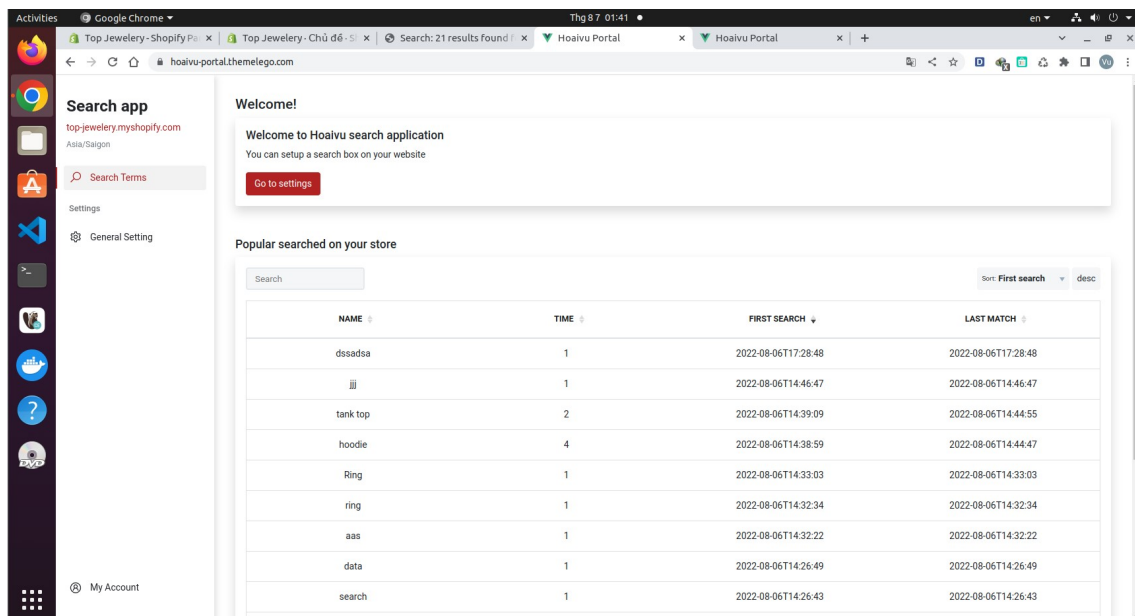 Activities Google Chrome Thg 8 7 01:41 en
Top Jewelery - Shopify Pa Top Jewelery · Chủ đề · S Search: 21 results found f Hoaivu Portal Hoaivu Portal
hoaivu-portal.themelego.com Vu
Search app
top-jewelery.myshopify.com
Asia/Saigon
Search Terms
Settings
General Setting
My Account
Welcome!
Welcome to Hoaivu search application
You can setup a search box on your website
Go to settings
Popular searched on your store
Search Sort: First search desc
NAME TIME FIRST SEARCH LAST MATCH
dssadsa 1 2022-08-06T17:28:48 2022-08-06T17:28:48
jjj 1 2022-08-06T14:46:47 2022-08-06T14:46:47
tank top 2 2022-08-06T14:39:09 2022-08-06T14:44:55
hoodie 4 2022-08-06T14:38:59 2022-08-06T14:44:47
Ring 1 2022-08-06T14:33:03 2022-08-06T14:33:03
ring 1 2022-08-06T14:32:34 2022-08-06T14:32:34
aas 1 2022-08-06T14:32:22 2022-08-06T14:32:22
data 1 2022-08-06T14:26:49 2022-08-06T14:26:49
search 1 2022-08-06T14:26:43 2022-08-06T14:26:43